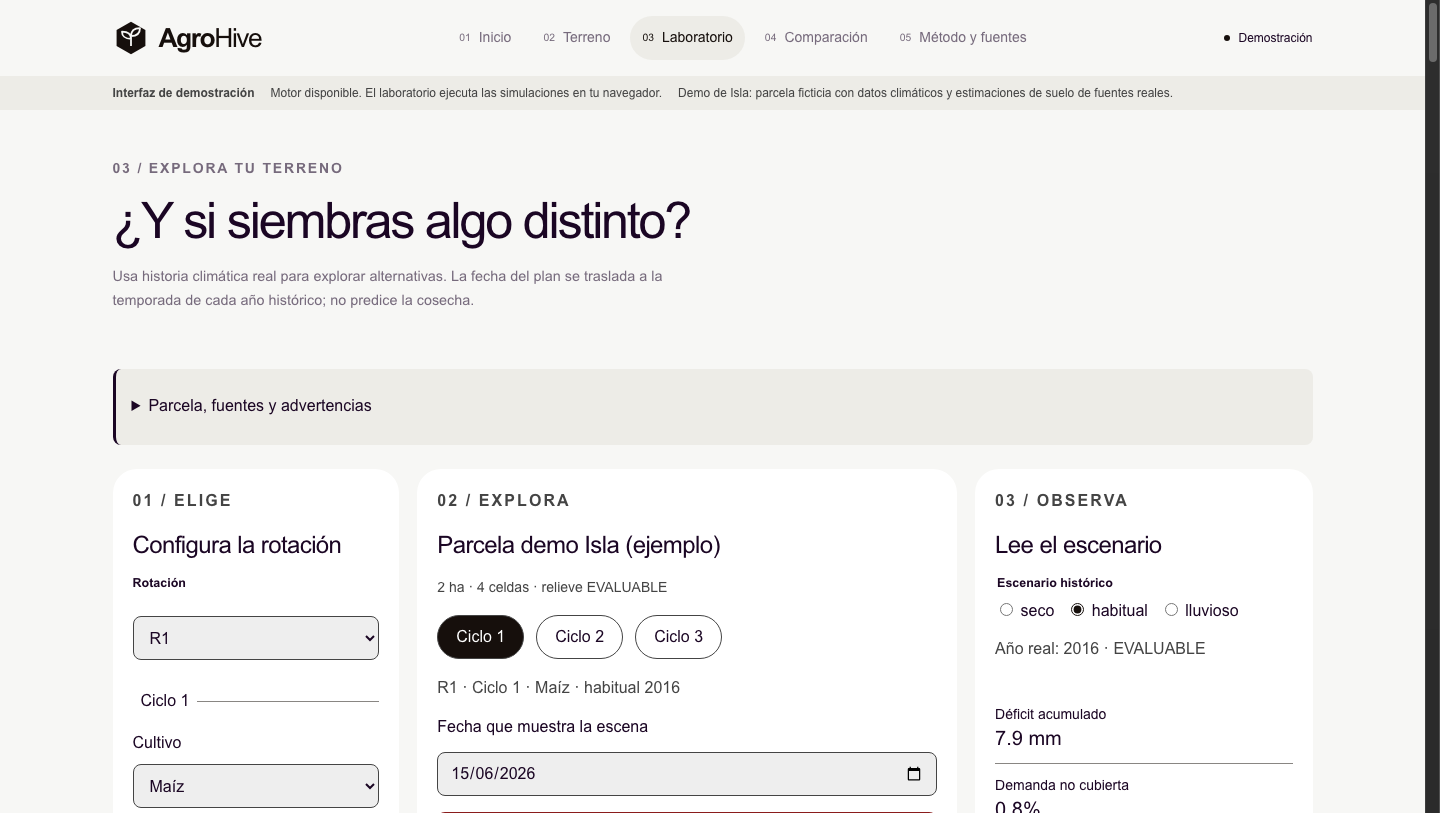 AgroHive
01 Inicio
02 Terreno
03 Laboratorio
04 Comparación
05 Método y fuentes
Demostración
Interfaz de demostración Motor disponible. El laboratorio ejecuta las simulaciones en tu navegador. Demo de Isla: parcela ficticia con datos climáticos y estimaciones de suelo de fuentes reales.
03 / EXPLORA TU TERRENO
¿Y si siembras algo distinto?
Usa historia climática real para explorar alternativas. La fecha del plan se traslada a la
temporada de cada año histórico; no predice la cosecha.
Parcela, fuentes y advertencias
01 / ELIGE
Configura la rotación
Rotación
R1
Ciclo 1
Cultivo
Maíz
02 / EXPLORA
Parcela demo Isla (ejemplo)
2 ha · 4 celdas · relieve EVALUABLE
Ciclo 1
Ciclo 2
Ciclo 3
R1 · Ciclo 1 · Maíz · habitual 2016
Fecha que muestra la escena
15/06/2026
03 / OBSERVA
Lee el escenario
Escenario histórico
seco
habitual
lluvioso
Año real: 2016 · EVALUABLE
Déficit acumulado
7.9 mm
Demanda no cubierta
0.8%